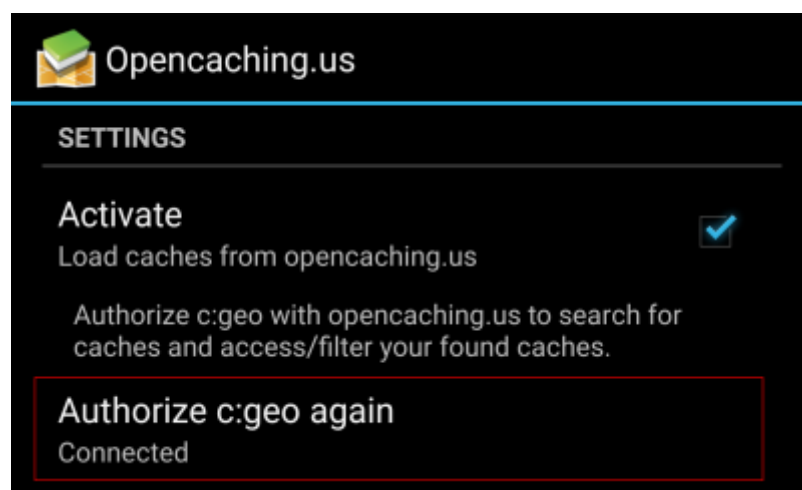 Opencaching.us
SETTINGS
Activate
Load caches from opencaching.us
Authorize c:geo with opencaching.us to search for
caches and access/filter your found caches.
Authorize c:geo again
Connected